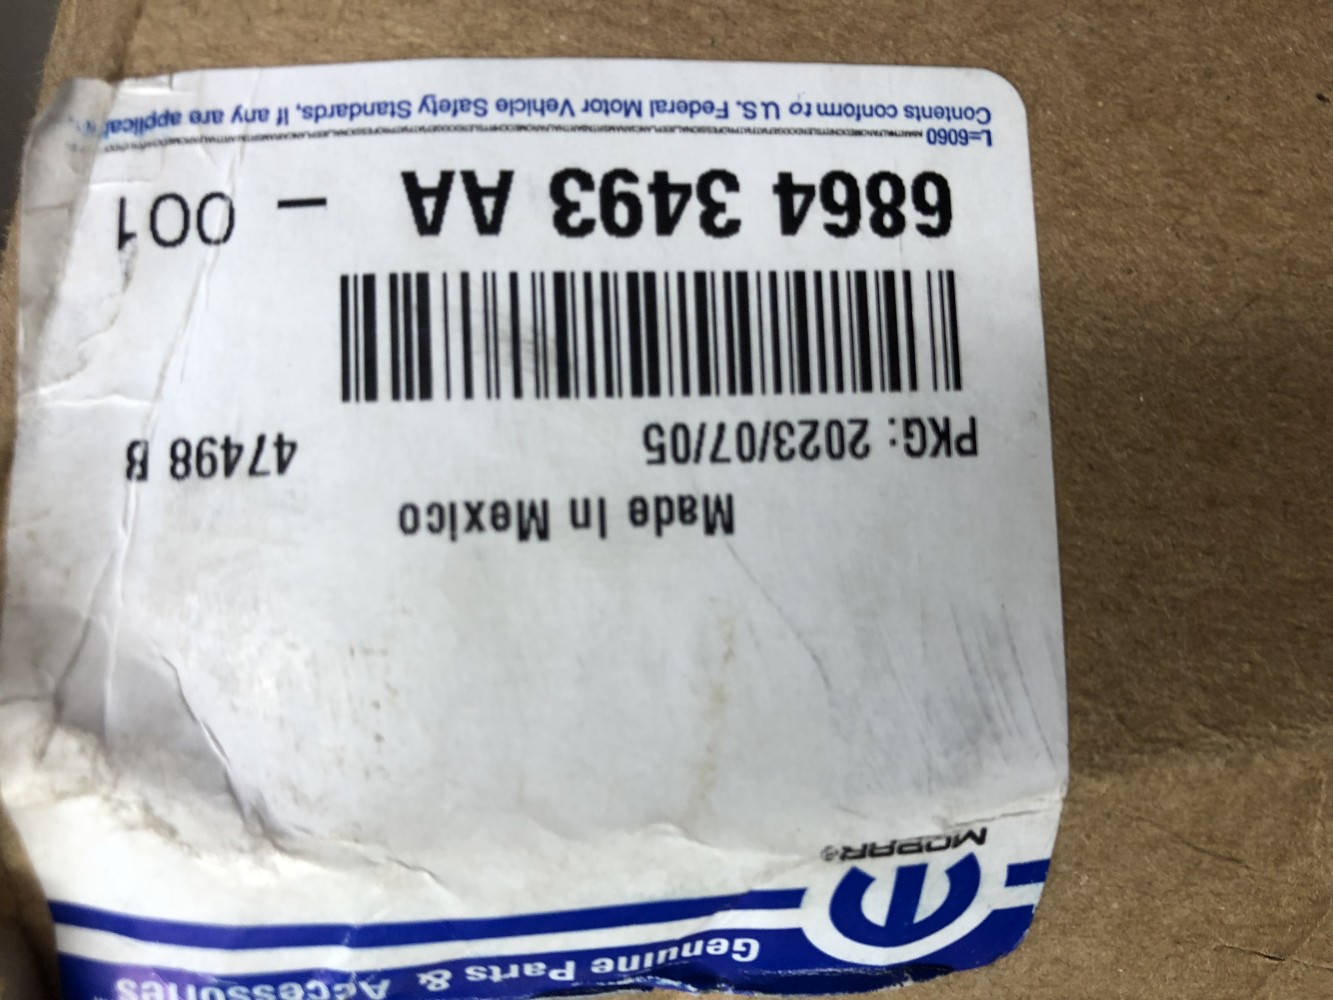 Genuine Parts & Accessories
MOPAR®
Made In Mexico
PKG: 2023/07/05 47498 B
6864 3493 AA – 001
L=6060
Contents conform to U.S. Federal Motor Vehicle Safety Standards, if any are